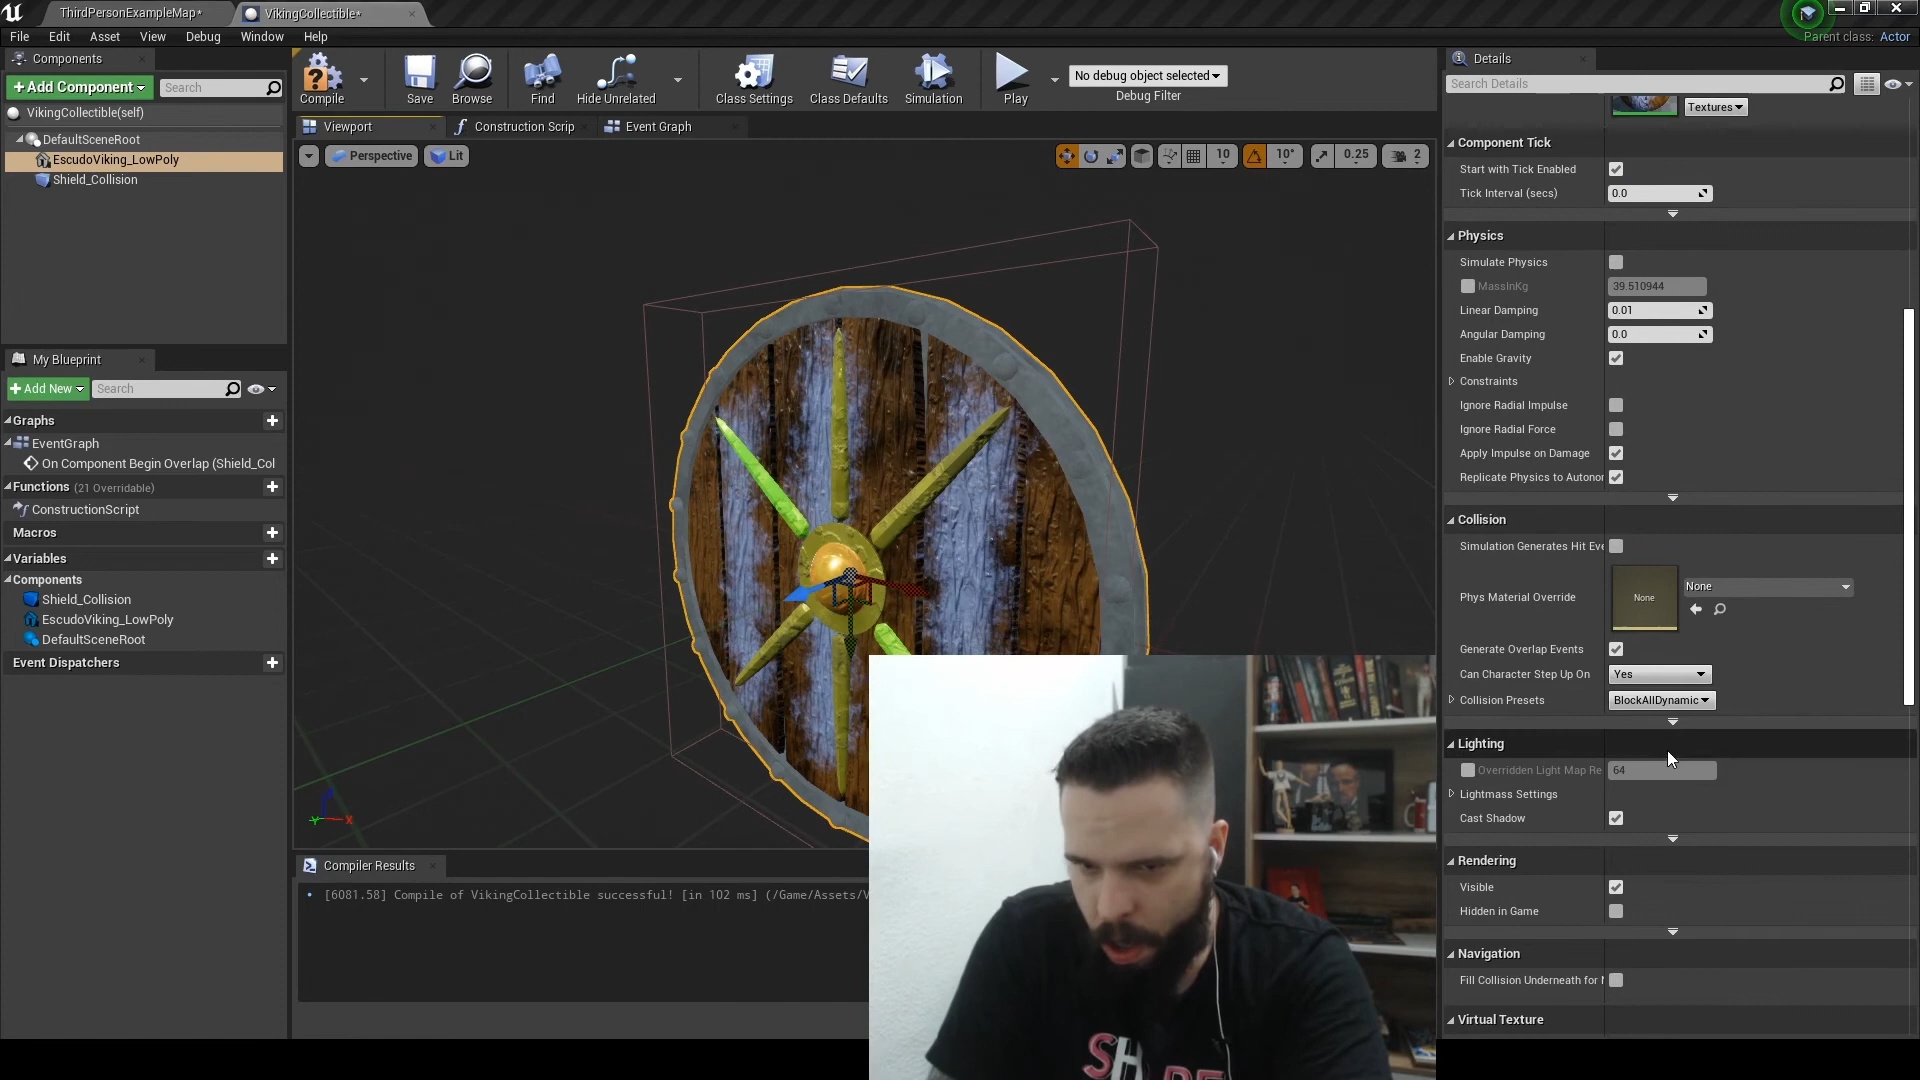 ThirdPersonExampleMap*
VikingCollectible*
File Edit Asset View Debug Window Help
Parent class: Actor
Components
+Add Component
Search
VikingCollectible(self)
DefaultSceneRoot
EscudoViking_LowPoly
Shield_Collision
My Blueprint
+Add New
Search
Graphs
EventGraph
On Component Begin Overlap (Shield_Col
Functions (21 Overridable)
ConstructionScript
Macros
Variables
Components
Shield_Collision
EscudoViking_LowPoly
DefaultSceneRoot
Event Dispatchers
Compile
Save
Browse
Find
Hide Unrelated
Class Settings
Class Defaults
Simulation
Play
No debug object selected
Debug Filter
Viewport
Construction Scrip
Event Graph
Perspective
Lit
10
10°
0.25
2
X
Y
Compiler Results
[6081.58] Compile of VikingCollectible successful! [in 102 ms] (/Game/Assets/V
Details
Search Details
Textures
Component Tick
Start with Tick Enabled
Tick Interval (secs) 0.0
Physics
Simulate Physics
MassInKg 39.510944
Linear Damping 0.01
Angular Damping 0.0
Enable Gravity
Constraints
Ignore Radial Impulse
Ignore Radial Force
Apply Impulse on Damage
Replicate Physics to Autonor
Collision
Simulation Generates Hit Eve
Phys Material Override None None
Generate Overlap Events
Can Character Step Up On Yes
Collision Presets BlockAllDynamic
Lighting
Overridden Light Map Re 64
Lightmass Settings
Cast Shadow
Rendering
Visible
Hidden in Game
Navigation
Fill Collision Underneath for
Virtual Texture